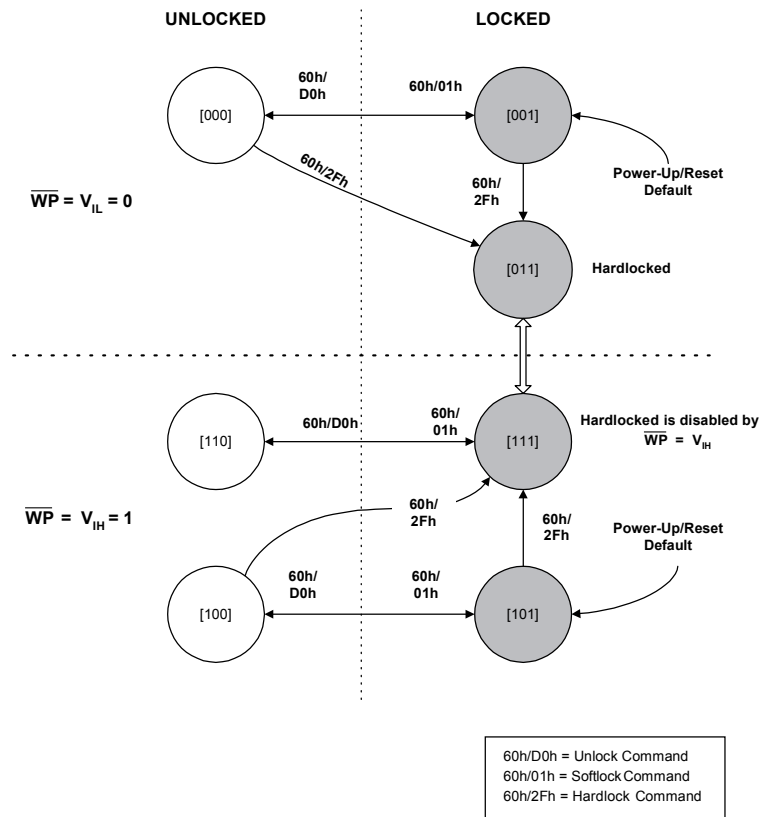 UNLOCKED
LOCKED
60h/
D0h
60h/01h
[000]
[001]
60h/2Fh
60h/
2Fh
Power-Up/Reset
Default
WP = VIL = 0
[011]
Hardlocked
[110]
60h/D0h
60h/
01h
[111]
Hardlocked is disabled by
WP = VIH
60h/
2Fh
60h/
2Fh
WP = VIH = 1
Power-Up/Reset
Default
60h/
D0h
60h/
01h
[100]
[101]
60h/D0h = Unlock Command
60h/01h = Softlock Command
60h/2Fh = Hardlock Command